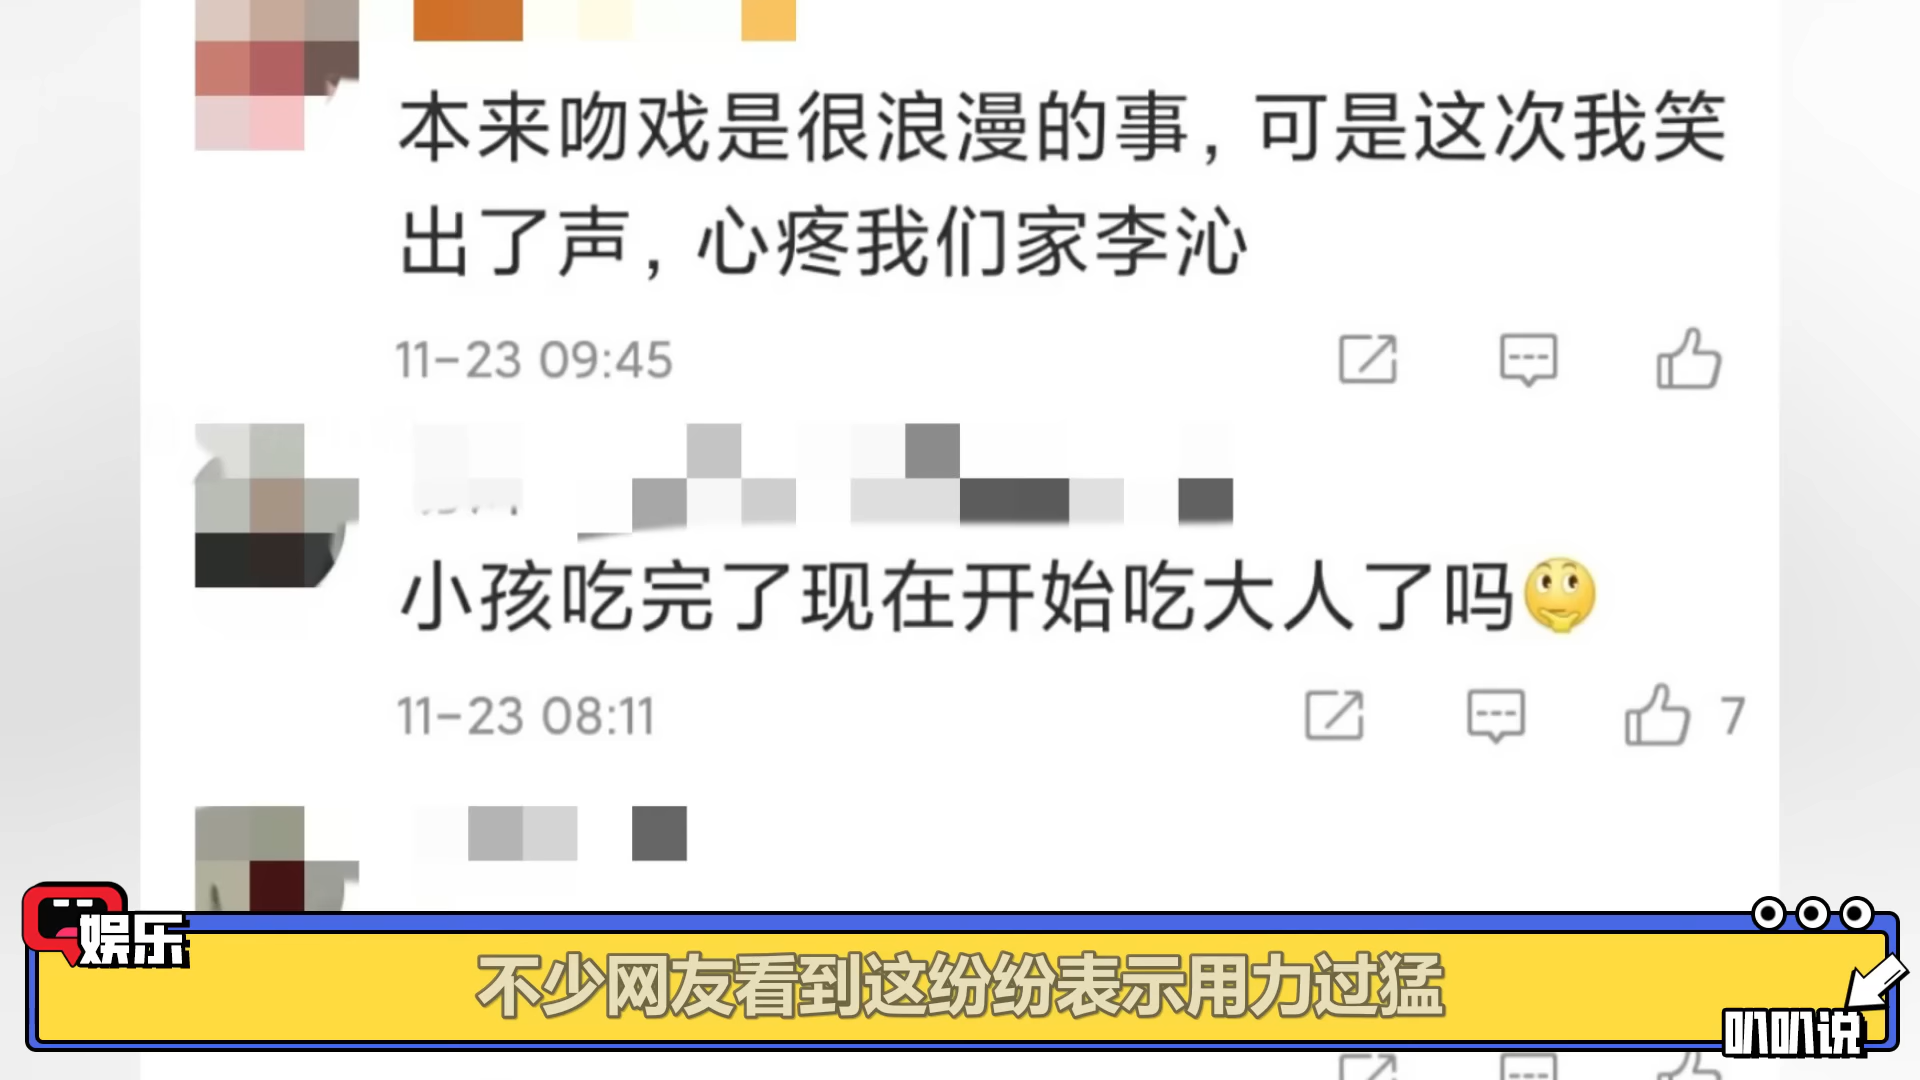 本来吻戏是很浪漫的事，可是这次我笑
出了声，心疼我们家李沁
11-23 09:45
小孩吃完了现在开始吃大人了吗🤔
11-23 08:11
7
娱乐
不少网友看到这纷纷表示用力过猛
叭叭说